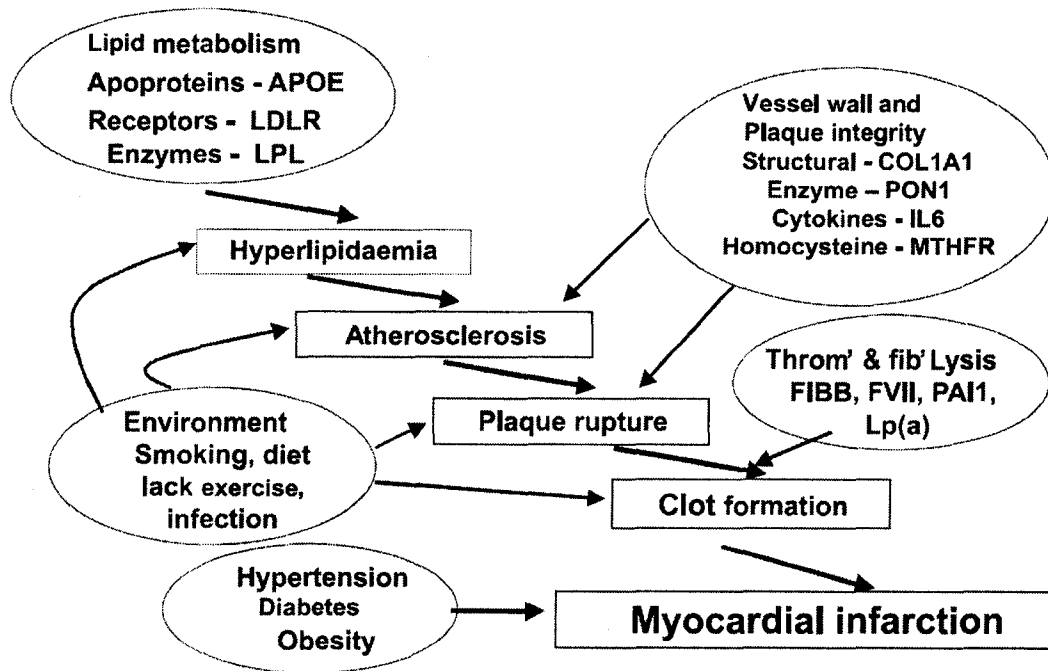 Lipid metabolism
Apoproteins - APOE
Receptors - LDLR
Enzymes - LPL
Vessel wall and
Plaque integrity
Structural - COL1A1
Enzyme – PON1
Cytokines - IL6
Homocysteine - MTHFR
Hyperlipidaemia
Atherosclerosis
Throm' & fib' Lysis
FIBB, FVII, PAI1,
Lp(a)
Plaque rupture
Environment
Smoking, diet
lack exercise,
infection
Clot formation
Hypertension
Diabetes
Obesity
Myocardial infarction